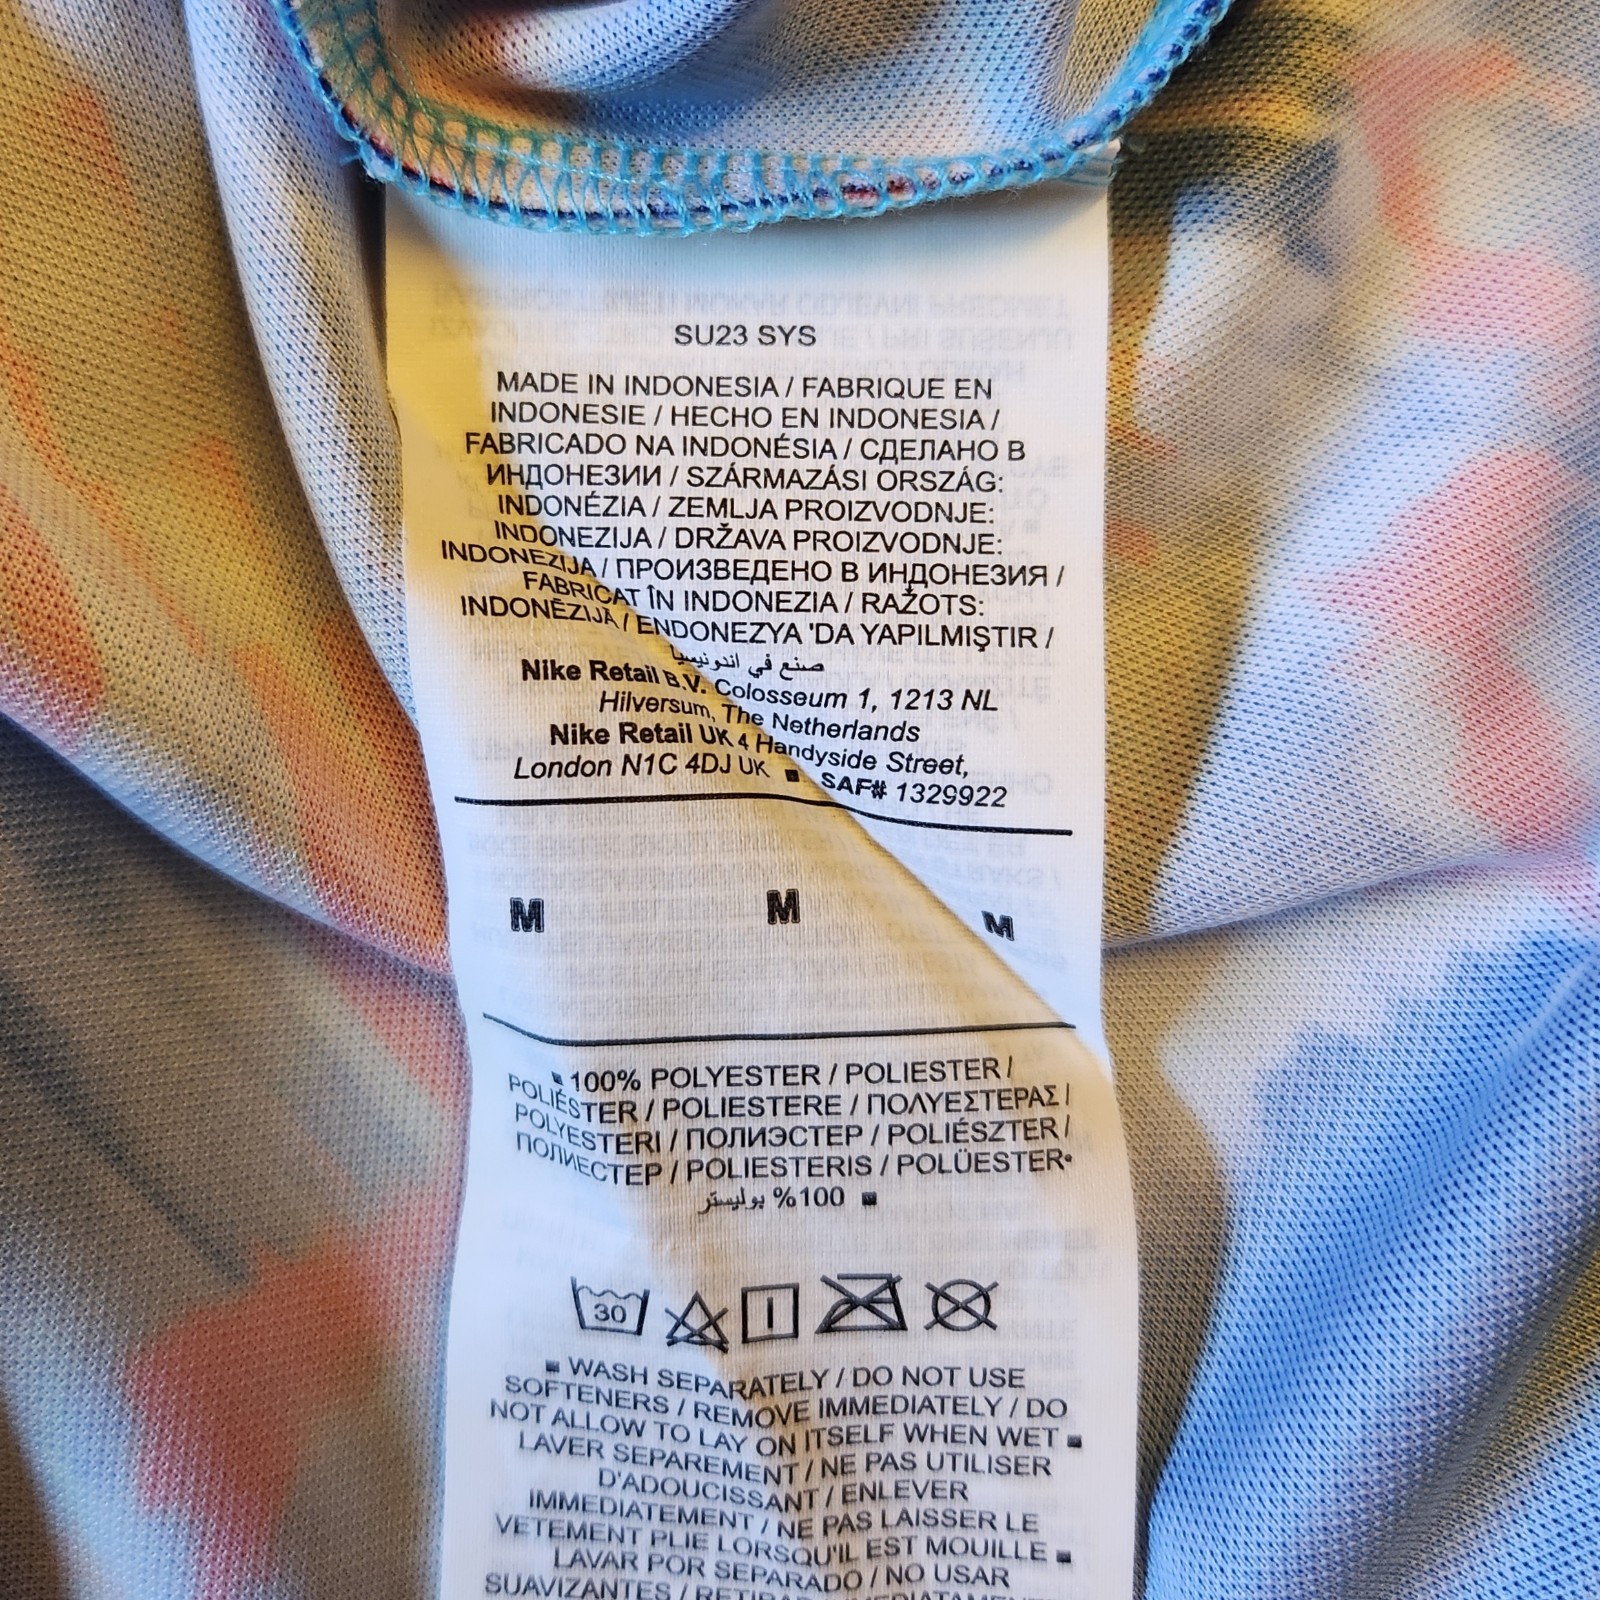 SU23 SYS
MADE IN INDONESIA / FABRIQUE EN
INDONESIE / HECHO EN INDONESIA /
FABRICADO NA INDONÉSIA / СДЕЛАНО В
ИНДОНЕЗИИ / SZÁRMAZÁSI ORSZÁG:
INDONÉZIA / ZEMLJA PROIZVODNJE:
INDONEZIJA / DRŽAVA PROIZVODNJE:
INDONEZIJA / ПРОИЗВЕДЕНО В ИНДОНЕЗИЯ /
FABRICAT ÎN INDONEZIA / RAŽOTS:
INDONĒZIJĀ / ENDONEZYA 'DA YAPILMIŞTIR /
صنع في اندونيسيا
Nike Retail B.V. Colosseum 1, 1213 NL
Hilversum, The Netherlands
Nike Retail UK 4 Handyside Street,
London N1C 4DJ UK ■ SAF# 1329922
M M M
■ 100% POLYESTER / POLIESTER /
POLIÉSTER / POLIESTERE / ΠΟΛΥΕΣΤΕΡΑΣ /
POLYESTERI / ПОЛИЭСТЕР / POLIÉSZTER /
ПОЛИЕСТЕР / POLIESTERIS / POLÜESTER
100% بوليستر ■
30
■ WASH SEPARATELY / DO NOT USE
SOFTENERS / REMOVE IMMEDIATELY / DO
NOT ALLOW TO LAY ON ITSELF WHEN WET ■
LAVER SEPAREMENT / NE PAS UTILISER
D'ADOUCISSANT / ENLEVER
IMMEDIATEMENT / NE PAS LAISSER LE
VETEMENT PLIE LORSQU'IL EST MOUILLE ■
LAVAR POR SEPARADO / NO USAR
SUAVIZANTES /